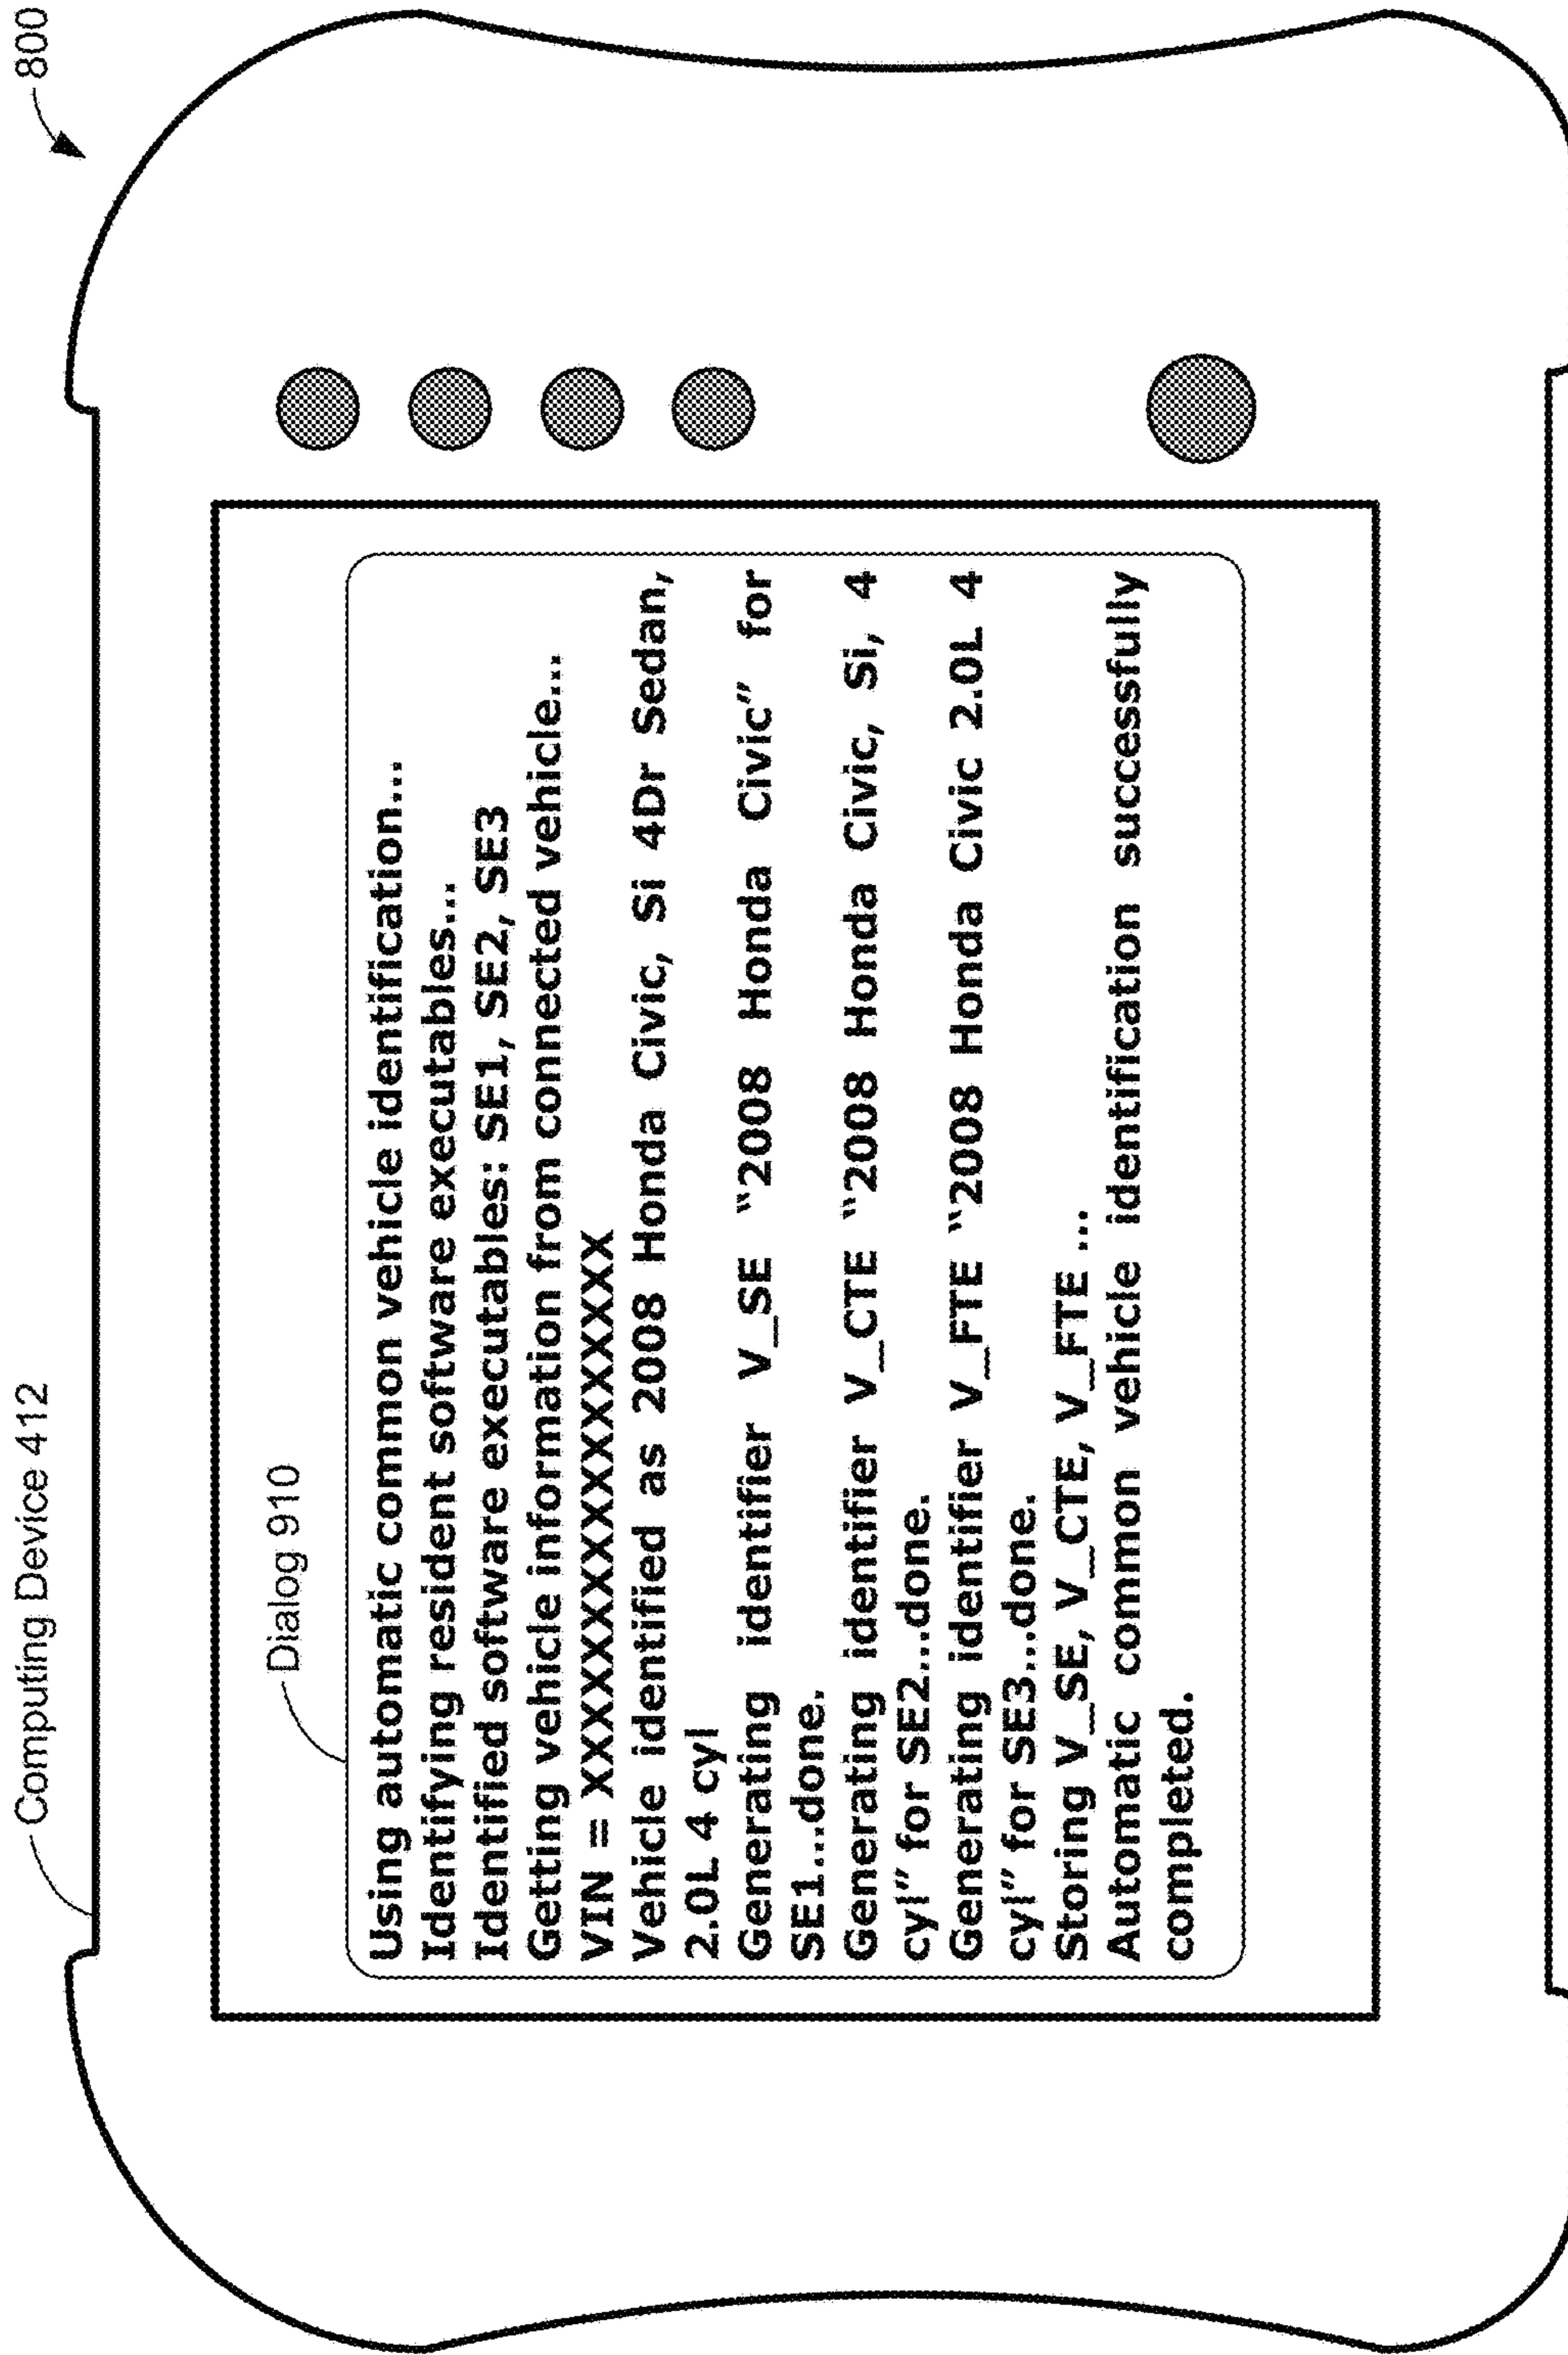 800
Computing Device 412
Dialog 910
Using automatic common vehicle identification...
Identifying resident software executables...
Identified software executables: SE1, SE2, SE3
Getting vehicle information from connected vehicle...
VIN = XXXXXXXXXXXXXXXXX
Vehicle identified as 2008 Honda Civic, Si 4Dr Sedan,
2.0L 4 cyl
Generating identifier V_SE “2008 Honda Civic” for
SE1...done.
Generating identifier V_CTE “2008 Honda Civic, Si, 4
cyl” for SE2...done.
Generating identifier V_FTE “2008 Honda Civic 2.0L 4
cyl” for SE3...done.
Storing V_SE, V_CTE, V_FTE ...
Automatic common vehicle identification successfully
completed.